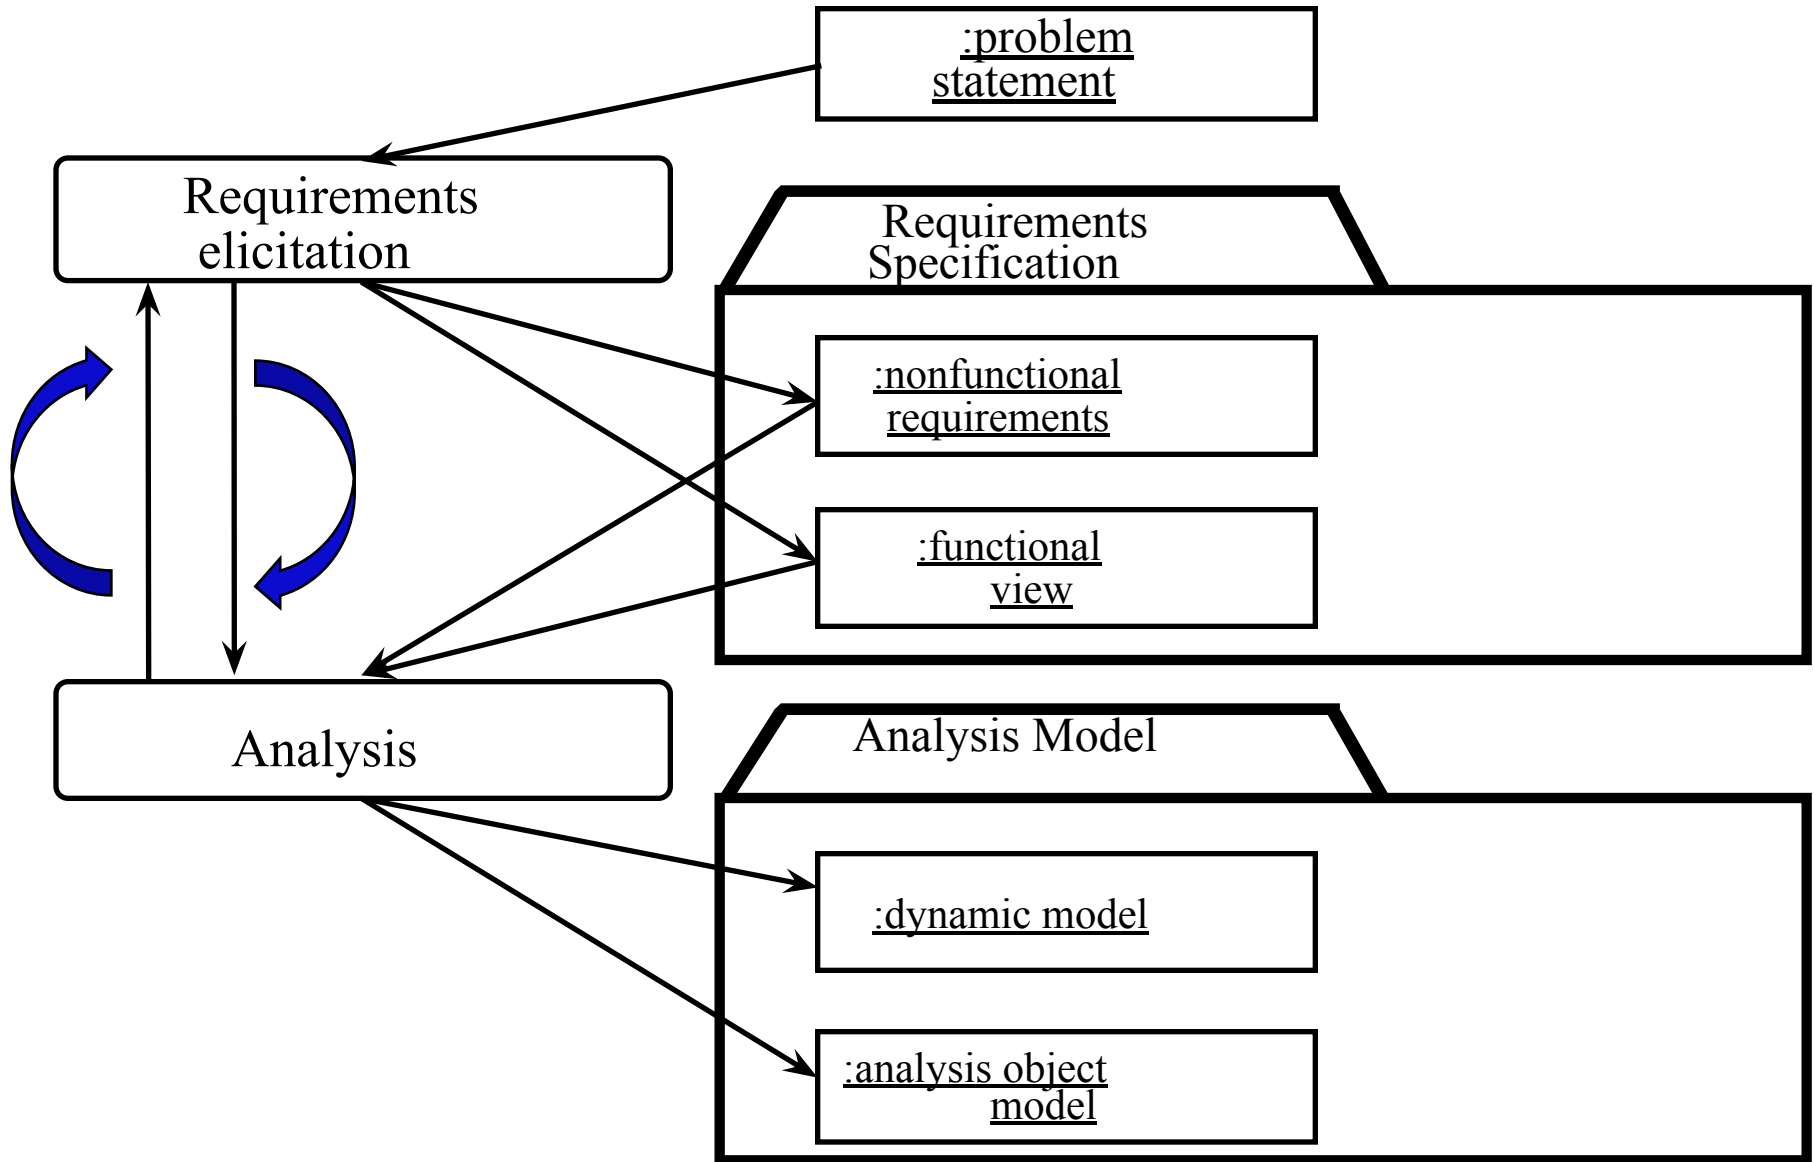 :problem
statement
Requirements
elicitation
Requirements
Specification
:nonfunctional
requirements
:functional
view
Analysis
Analysis Model
:dynamic model
:analysis object
model